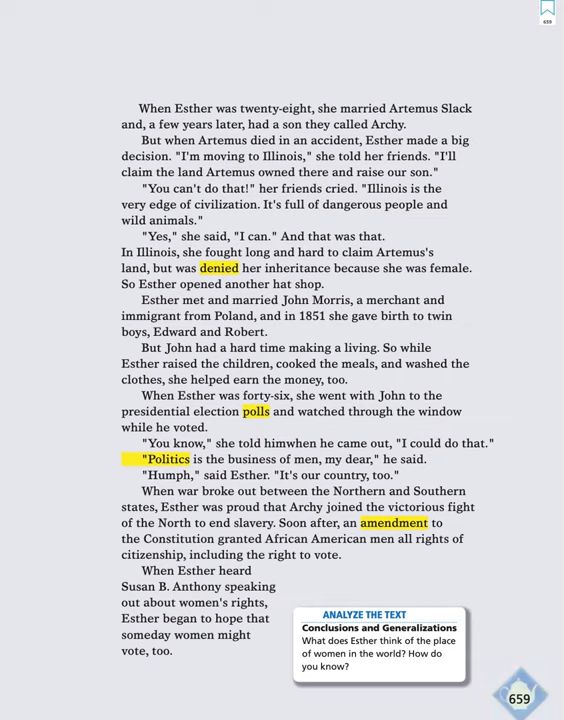 659
When Esther was twenty-eight, she married Artemus Slack
and, a few years later, had a son they called Archy.
But when Artemus died in an accident, Esther made a big
decision. "I'm moving to Illinois," she told her friends. "I'll
claim the land Artemus owned there and raise our son."
"You can't do that!" her friends cried. "Illinois is the
very edge of civilization. It's full of dangerous people and
wild animals."
"Yes," she said, "I can." And that was that.
In Illinois, she fought long and hard to claim Artemus's
land, but was denied her inheritance because she was female.
So Esther opened another hat shop.
Esther met and married John Morris, a merchant and
immigrant from Poland, and in 1851 she gave birth to twin
boys, Edward and Robert.
But John had a hard time making a living. So while
Esther raised the children, cooked the meals, and washed the
clothes, she helped earn the money, too.
When Esther was forty-six, she went with John to the
presidential election polls and watched through the window
while he voted.
"You know," she told himwhen he came out, "I could do that."
"Politics is the business of men, my dear," he said.
"Humph," said Esther. "It's our country, too."
When war broke out between the Northern and Southern
states, Esther was proud that Archy joined the victorious fight
of the North to end slavery. Soon after, an amendment to
the Constitution granted African American men all rights of
citizenship, including the right to vote.
When Esther heard
Susan B. Anthony speaking
out about women's rights,
Esther began to hope that
someday women might
vote, too.
ANALYZE THE TEXT
Conclusions and Generalizations
What does Esther think of the place
of women in the world? How do
you know?
659